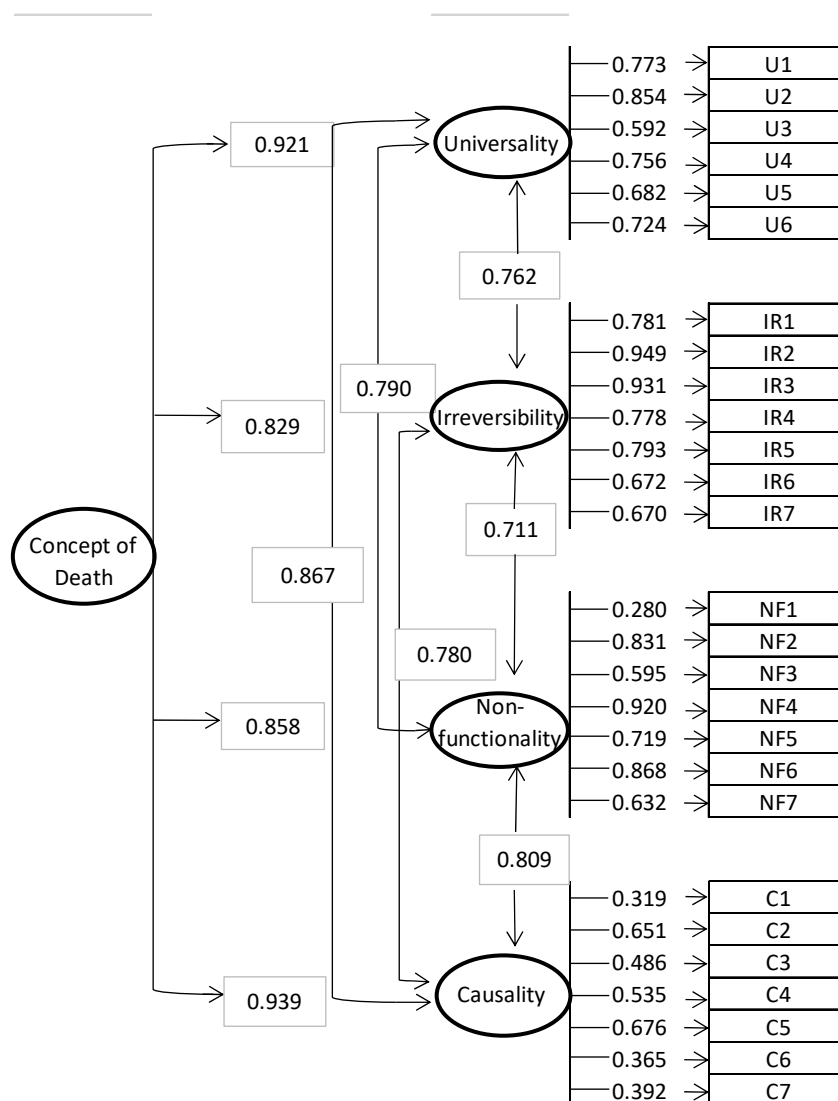 0.773 U1
0.854 U2
0.921
0.592 U3
Universality
0.756 U4
0.682 U5
0.724 U6
0.762
0.781 IR1
0.949 IR2
0.790
0.931 IR3
0.829
Irreversibility
0.778 IR4
0.793 IR5
0.672 IR6
0.670 IR7
0.711
Concept of
Death
0.867
0.280 NF1
0.831 NF2
0.780
0.595 NF3
0.858
Non-
functionality
0.920 NF4
0.719 NF5
0.868 NF6
0.632 NF7
0.809
0.319 C1
0.651 C2
0.486 C3
0.939
Causality
0.535 C4
0.676 C5
0.365 C6
0.392 C7